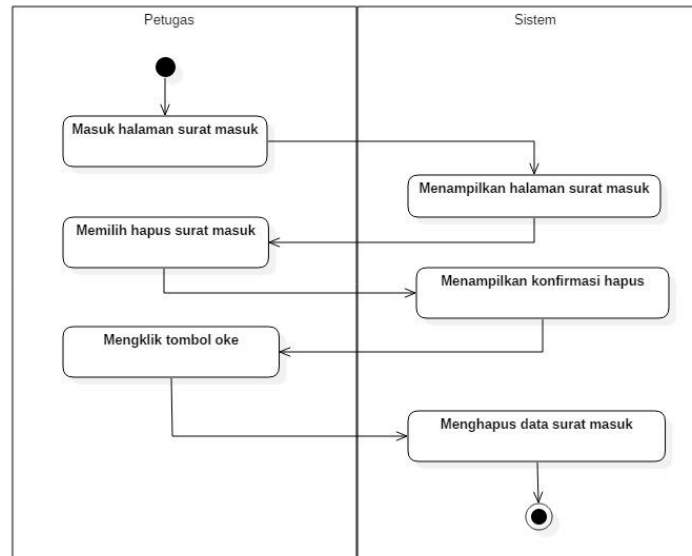 Petugas
Sistem
Masuk halaman surat masuk
Menampilkan halaman surat masuk
Memilih hapus surat masuk
Menampilkan konfirmasi hapus
Mengklik tombol oke
Menghapus data surat masuk